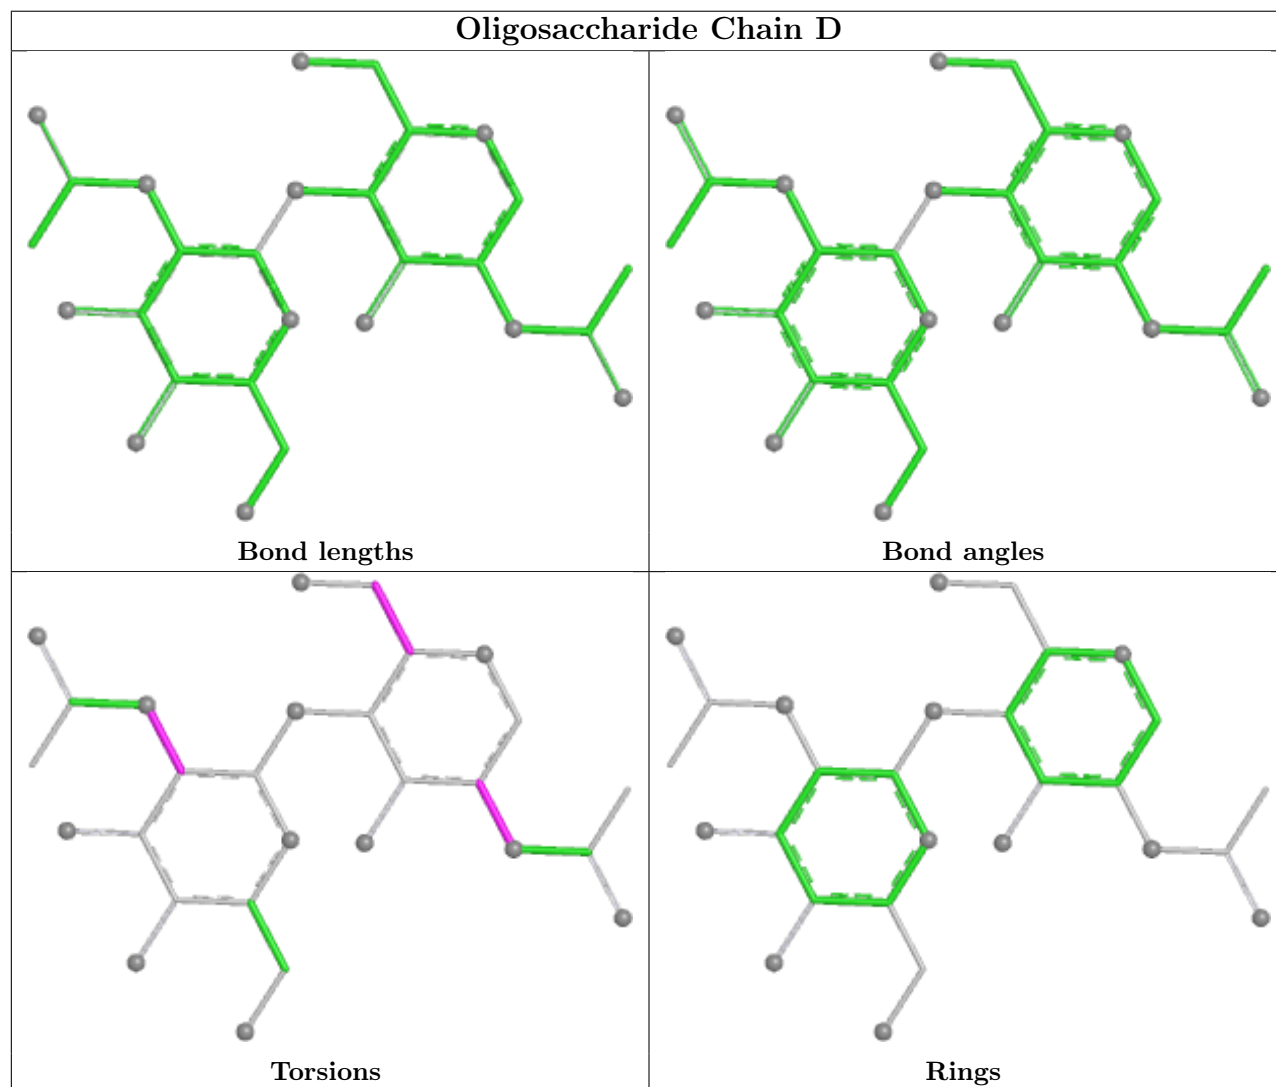 Oligosaccharide Chain D
Bond lengths
Bond angles
Torsions
Rings